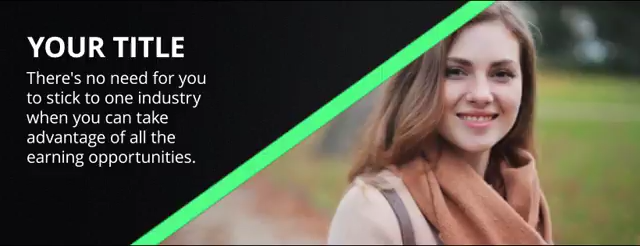 YOUR TITLE
There's no need for you
to stick to one industry
when you can take
advantage of all the
earning opportunities.